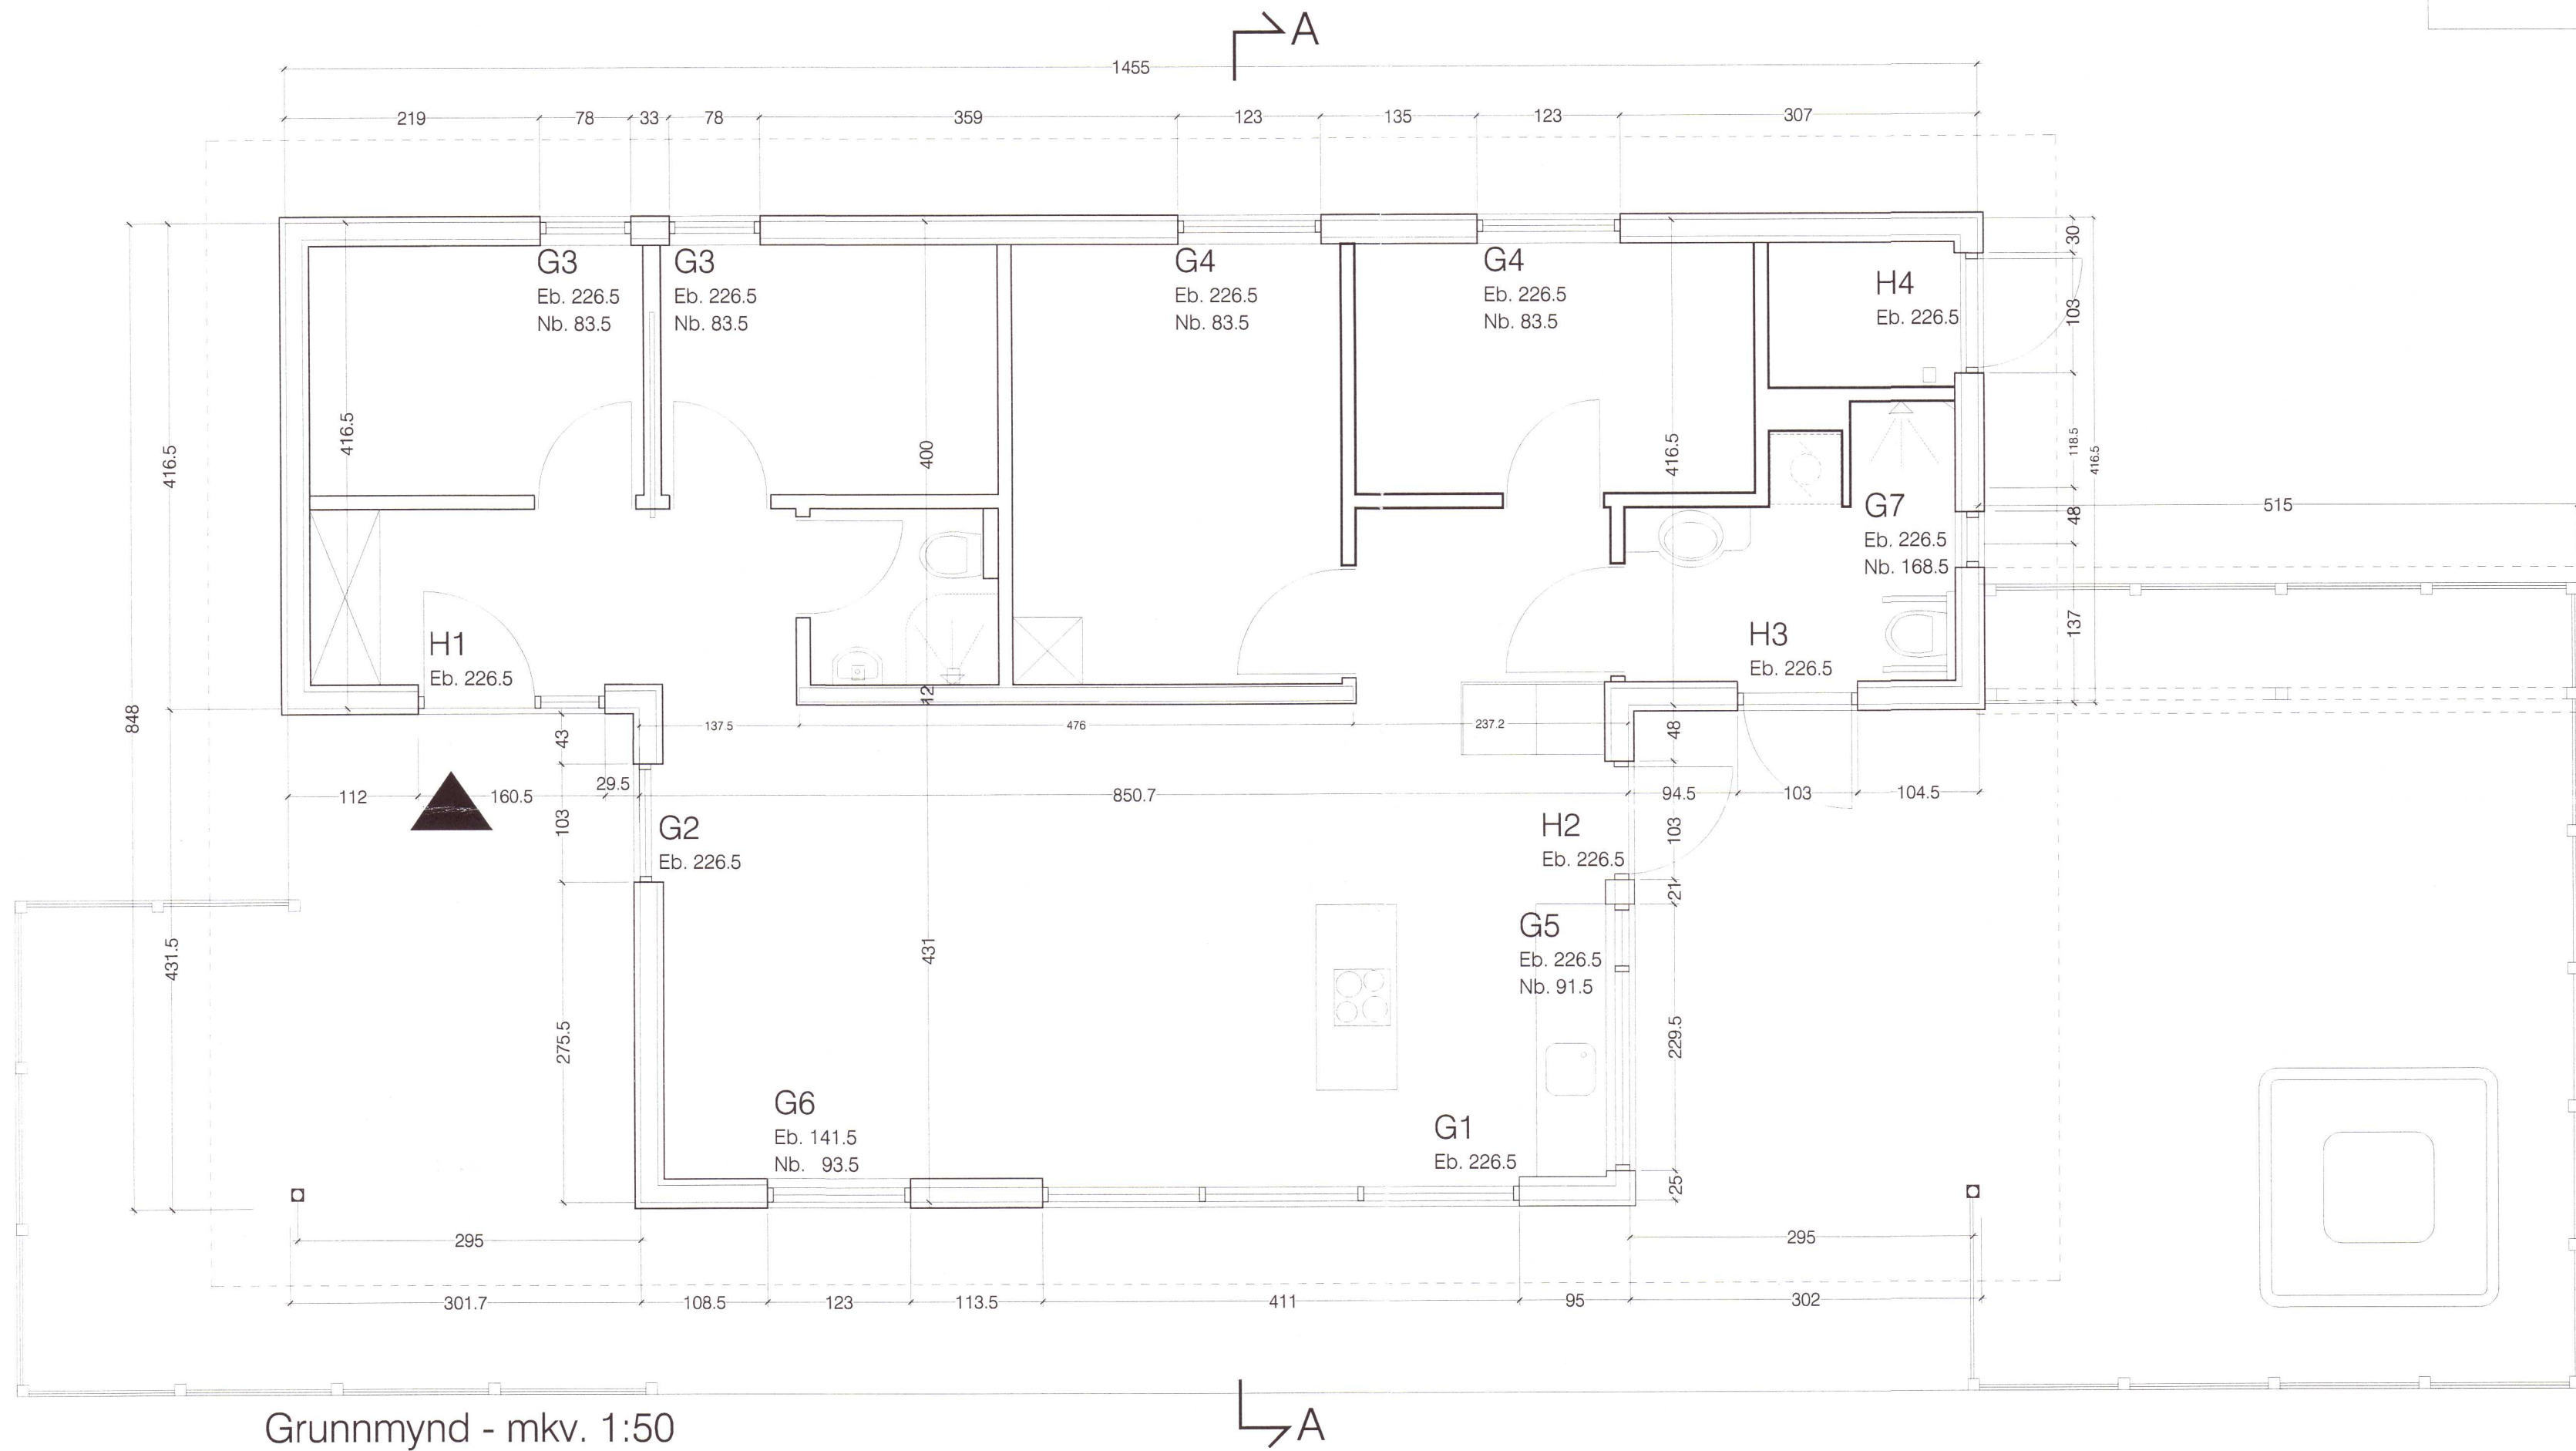 A
1455
219 78 33 78 359 123 135 123 307
G3
Eb. 226.5
Nb. 83.5
G3
Eb. 226.5
Nb. 83.5
G4
Eb. 226.5
Nb. 83.5
G4
Eb. 226.5
Nb. 83.5
H4
Eb. 226.5
30
103
118.5
416.5
48
137
515
416.5
416.5
400
416.5
G7
Eb. 226.5
Nb. 168.5
H1
Eb. 226.5
H3
Eb. 226.5
12
848
43
137.5 476 237.2
48
112 160.5 29.5 850.7 94.5 103 104.5
103
G2
Eb. 226.5
H2
Eb. 226.5
103
21
431.5
431
G5
Eb. 226.5
Nb. 91.5
275.5
229.5
G6
Eb. 141.5
Nb. 93.5
G1
Eb. 226.5
25
295 295
301.7 108.5 123 113.5 411 95 302
A
Grunnmynd - mkv. 1:50